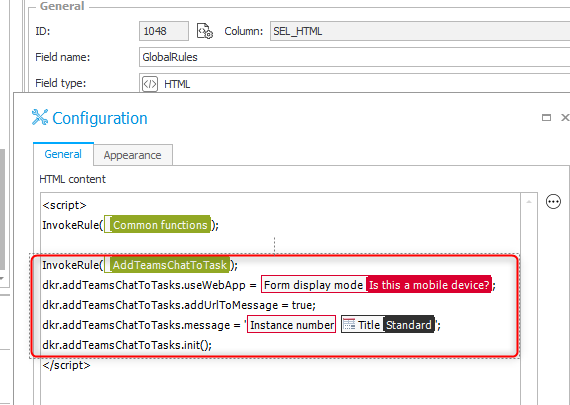 General
ID: 1048 Column: SEL_HTML
Field name: GlobalRules
Field type: </> HTML
Configuration
General Appearance
HTML content
<script>
InvokeRule( Common functions );
InvokeRule( AddTeamsChatToTask );
dkr.addTeamsChatToTasks.useWebApp = Form display mode Is this a mobile device? ;
dkr.addTeamsChatToTasks.addUrlToMessage = true;
dkr.addTeamsChatToTasks.message = ' Instance number Title Standard ';
dkr.addTeamsChatToTasks.init();
</script>